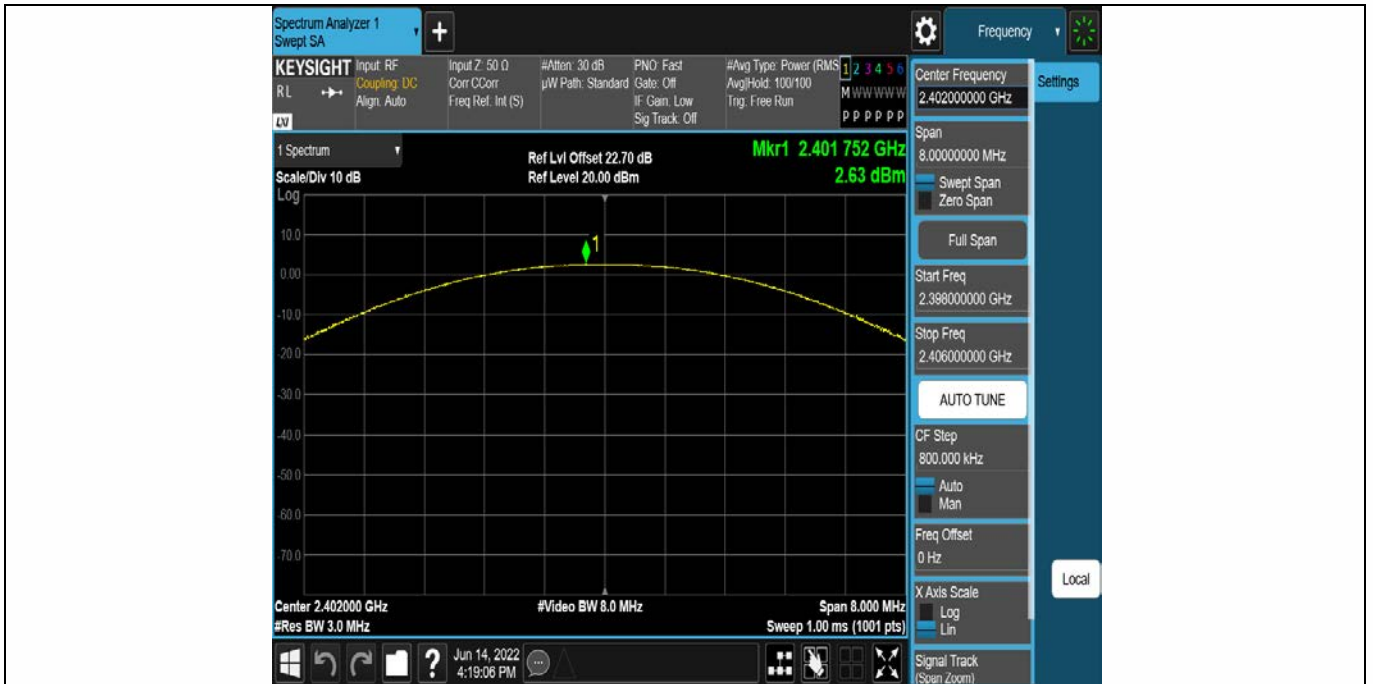 Spectrum Analyzer 1
Swept SA
+
Frequency
KEYSIGHT
RL
LXI
Input: RF
Coupling: DC
Align: Auto
Input Z: 50 Ω
Corr CCorr
Freq Ref: Int (S)
#Atten: 30 dB
µW Path: Standard
PNO: Fast
Gate: Off
IF Gain: Low
Sig Track: Off
#Avg Type: Power (RMS
Avg|Hold: 100/100
Trig: Free Run
1 2 3 4 5 6
M W W W W W
P P P P P P
1 Spectrum
Scale/Div 10 dB
Log
Ref Lvl Offset 22.70 dB
Ref Level 20.00 dBm
Mkr1 2.401 752 GHz
2.63 dBm
1
10.0
0.00
-10.0
-20.0
-30.0
-40.0
-50.0
-60.0
-70.0
Center 2.402000 GHz
#Res BW 3.0 MHz
#Video BW 8.0 MHz
Span 8.000 MHz
Sweep 1.00 ms (1001 pts)
?
Jun 14, 2022
4:19:06 PM
Center Frequency
2.402000000 GHz
Settings
Span
8.00000000 MHz
Swept Span
Zero Span
Full Span
Start Freq
2.398000000 GHz
Stop Freq
2.406000000 GHz
AUTO TUNE
CF Step
800.000 kHz
Auto
Man
Freq Offset
0 Hz
X Axis Scale
Log
Lin
Local
Signal Track
(Span Zoom)